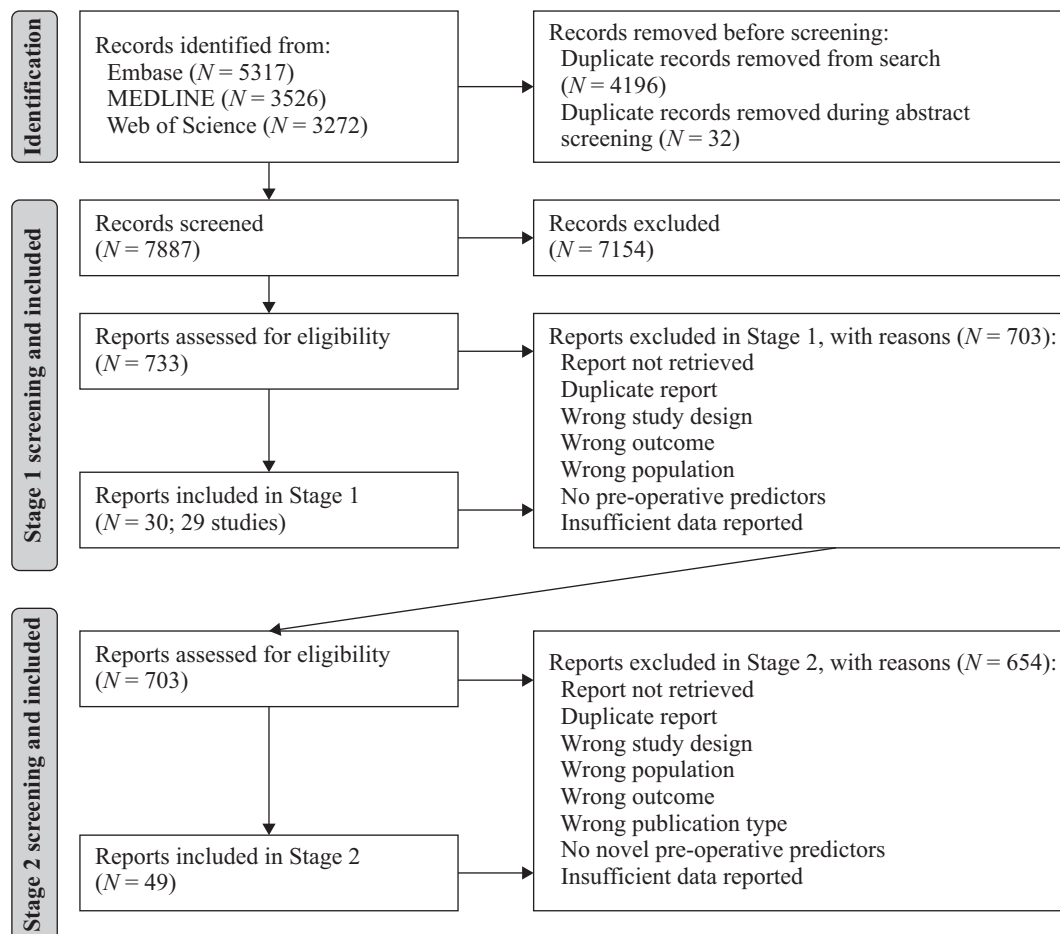 Identification
Records identified from:
Embase (N = 5317)
MEDLINE (N = 3526)
Web of Science (N = 3272)
Records removed before screening:
Duplicate records removed from search
(N = 4196)
Duplicate records removed during abstract
screening (N = 32)
Stage 1 screening and included
Records screened
(N = 7887)
Records excluded
(N = 7154)
Reports assessed for eligibility
(N = 733)
Reports excluded in Stage 1, with reasons (N = 703):
Report not retrieved
Duplicate report
Wrong study design
Wrong outcome
Wrong population
No pre-operative predictors
Insufficient data reported
Reports included in Stage 1
(N = 30; 29 studies)
Stage 2 screening and included
Reports assessed for eligibility
(N = 703)
Reports excluded in Stage 2, with reasons (N = 654):
Report not retrieved
Duplicate report
Wrong study design
Wrong population
Wrong outcome
Wrong publication type
No novel pre-operative predictors
Insufficient data reported
Reports included in Stage 2
(N = 49)